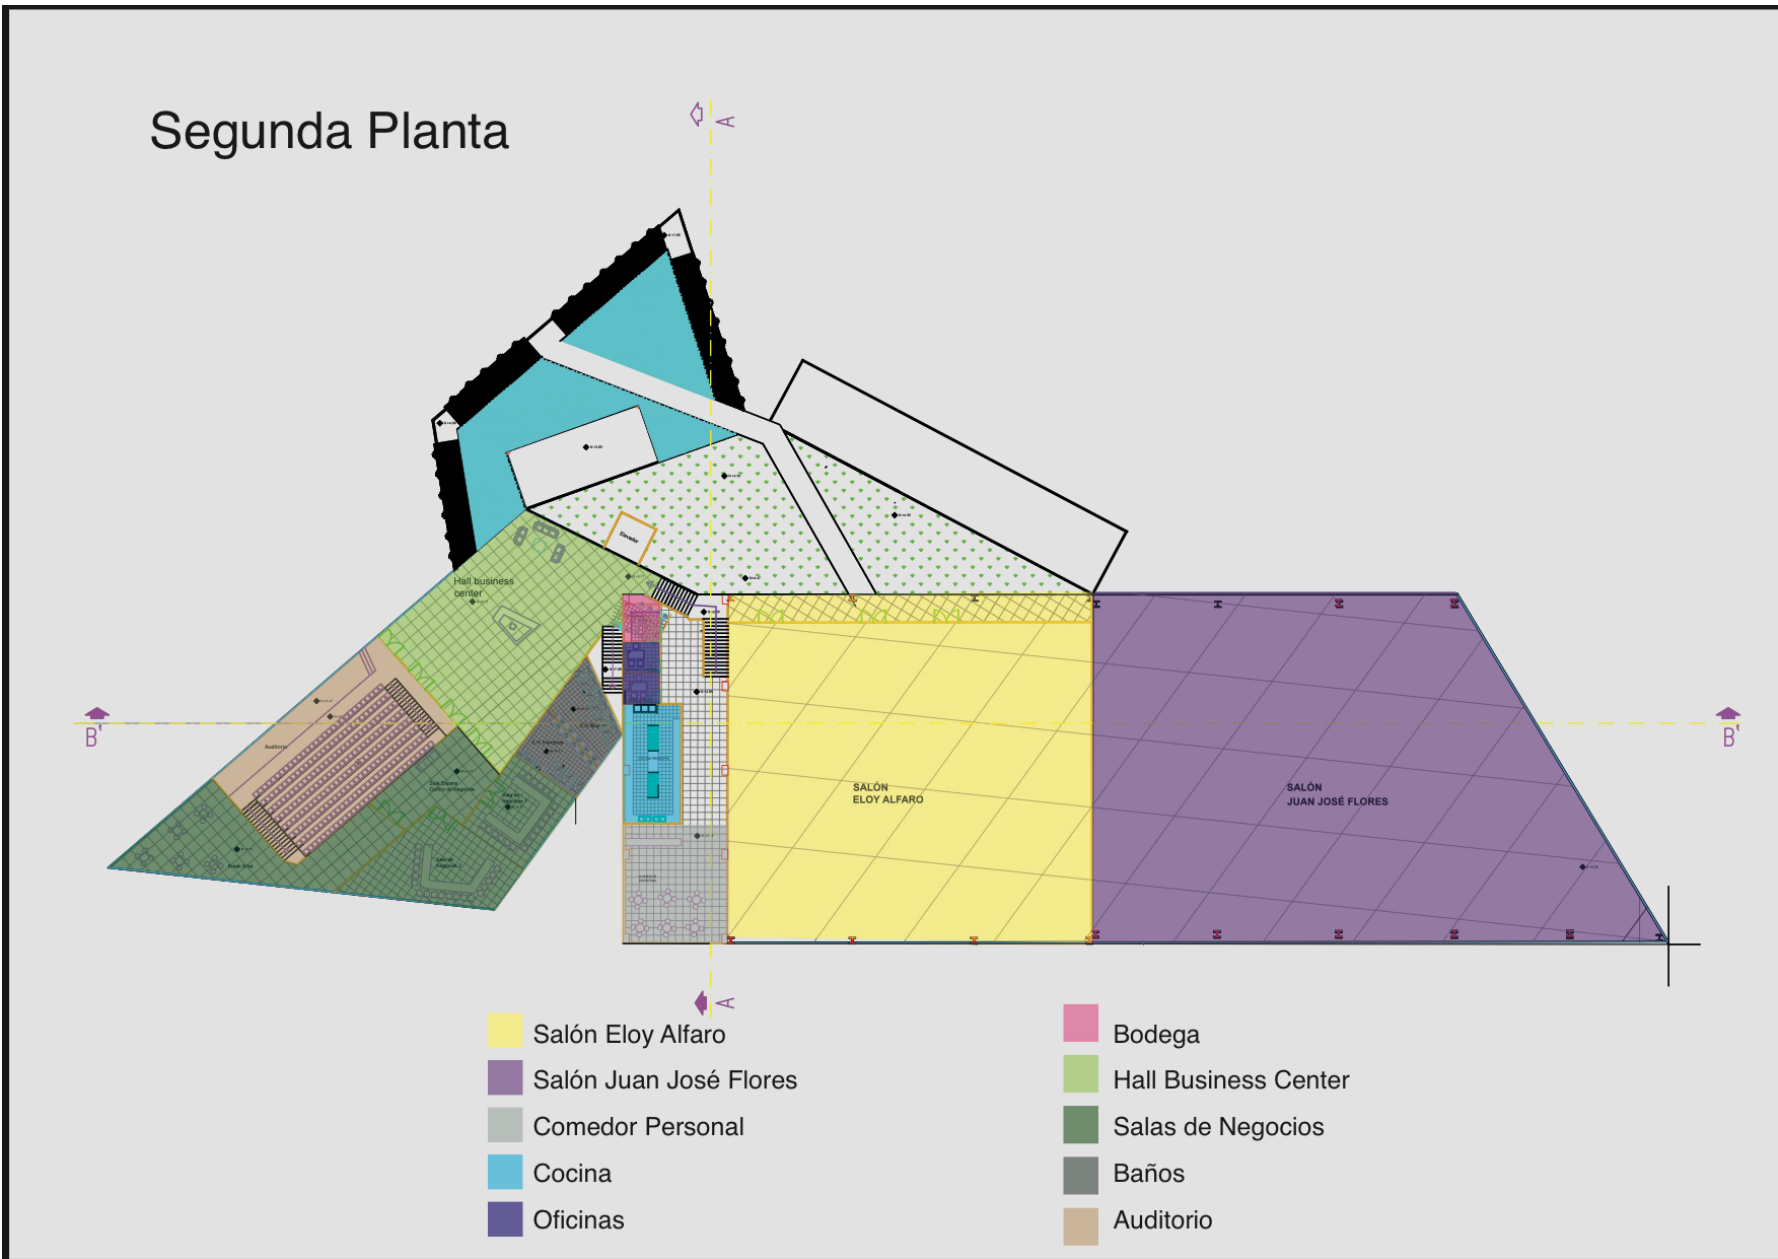 Segunda Planta
A
Elevador
Hall business
center
B'
B'
Auditorio
SALÓN
ELOY ALFARO
SALÓN
JUAN JOSÉ FLORES
A
Salón Eloy Alfaro
Salón Juan José Flores
Comedor Personal
Cocina
Oficinas
Bodega
Hall Business Center
Salas de Negocios
Baños
Auditorio